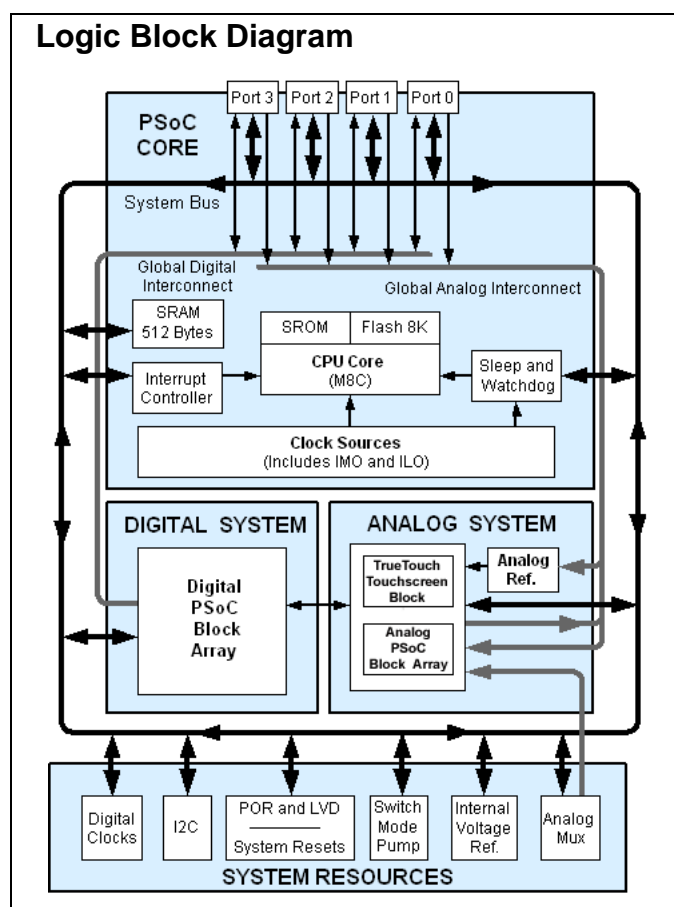 Logic Block Diagram
Port 3
Port 2
Port 1
Port 0
PSoC
CORE
System Bus
Global Digital
Interconnect
Global Analog Interconnect
SRAM
512 Bytes
SROM
Flash 8K
CPU Core
(M8C)
Interrupt
Controller
Sleep and
Watchdog
Clock Sources
(Includes IMO and ILO)
DIGITAL SYSTEM
Digital
PSoC
Block
Array
ANALOG SYSTEM
TrueTouch
Touchscreen
Block
Analog
Ref.
Analog
PSoC
Block Array
Digital
Clocks
I2C
POR and LVD
System Resets
Switch
Mode
Pump
Internal
Voltage
Ref.
Analog
Mux
SYSTEM RESOURCES